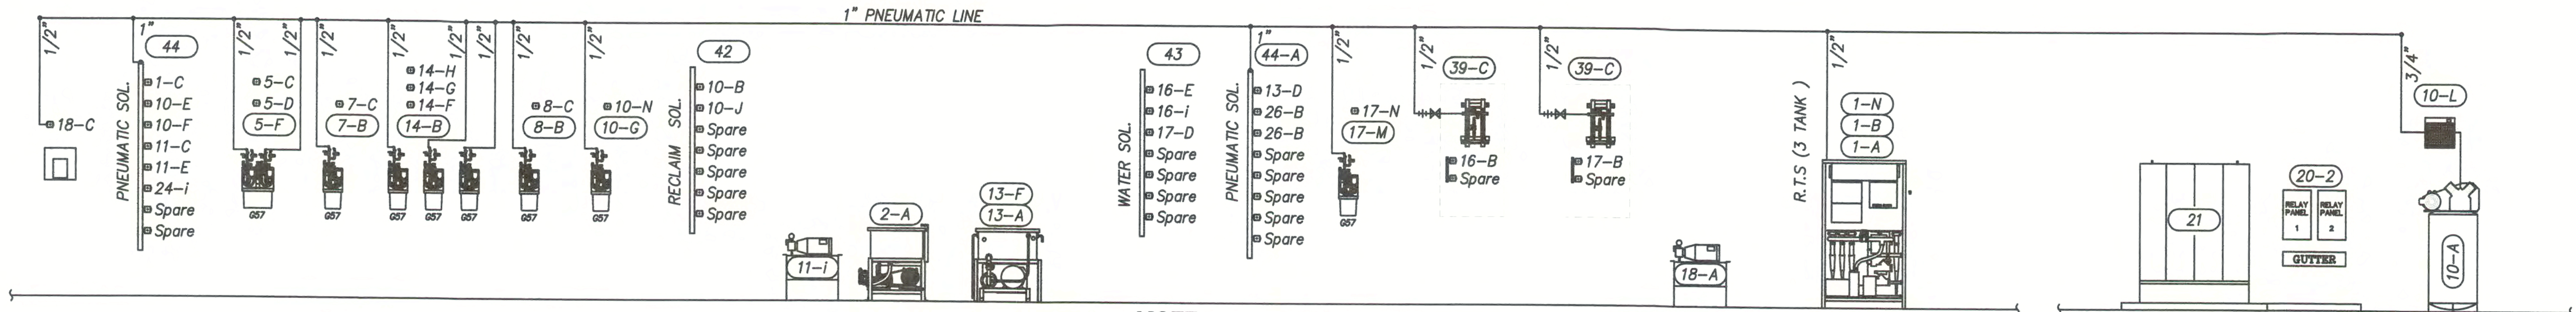 1" PNEUMATIC LINE
1/2"
18-C
1"
44
PNEUMATIC SOL.
1-C
10-E
10-F
11-C
11-E
24-i
Spare
Spare
1/2"
1/2"
5-C
5-D
5-F
G57
1/2"
7-C
7-B
G57
1/2"
1/2"
1/2"
14-H
14-G
14-F
14-B
G57
G57
G57
1/2"
8-C
8-B
G57
1/2"
10-N
10-G
G57
42
RECLAIM SOL.
10-B
10-J
Spare
Spare
Spare
Spare
Spare
11-i
2-A
13-F
13-A
43
WATER SOL.
16-E
16-i
17-D
Spare
Spare
Spare
Spare
1"
44-A
PNEUMATIC SOL.
13-D
26-B
26-B
Spare
Spare
Spare
Spare
Spare
1/2"
17-N
17-M
G57
1/2"
39-C
16-B
Spare
1/2"
39-C
17-B
Spare
18-A
1/2"
R.T.S (3 TANK )
1-N
1-B
1-A
21
20-2
RELAY PANEL 1
RELAY PANEL 2
GUTTER
3/4"
10-L
10-A